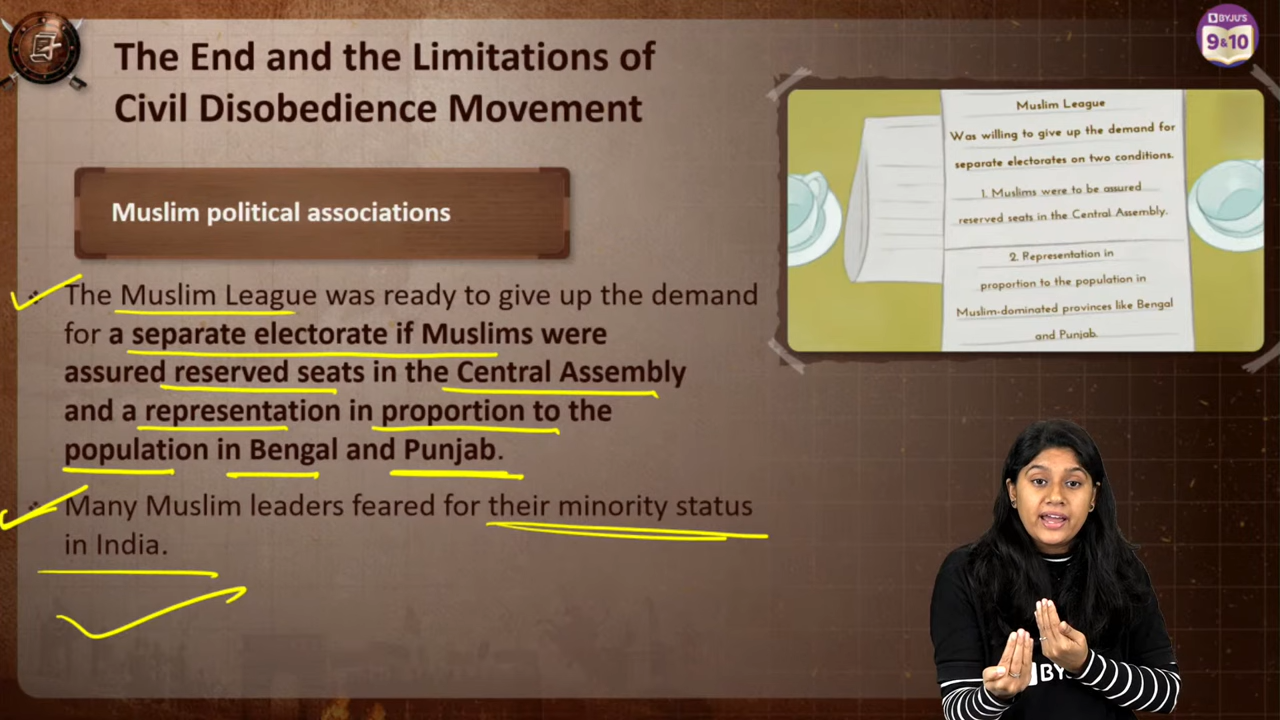 The End and the Limitations of
Civil Disobedience Movement
BYJU'S
9&10
Muslim political associations
The Muslim League was ready to give up the demand
for a separate electorate if Muslims were
assured reserved seats in the Central Assembly
and a representation in proportion to the
population in Bengal and Punjab.
Many Muslim leaders feared for their minority status
in India.
Muslim League
Was willing to give up the demand for
separate electorates on two conditions.
1. Muslims were to be assured
reserved seats in the Central Assembly.
2. Representation in
proportion to the population in
Muslim-dominated provinces like Bengal
and Punjab.